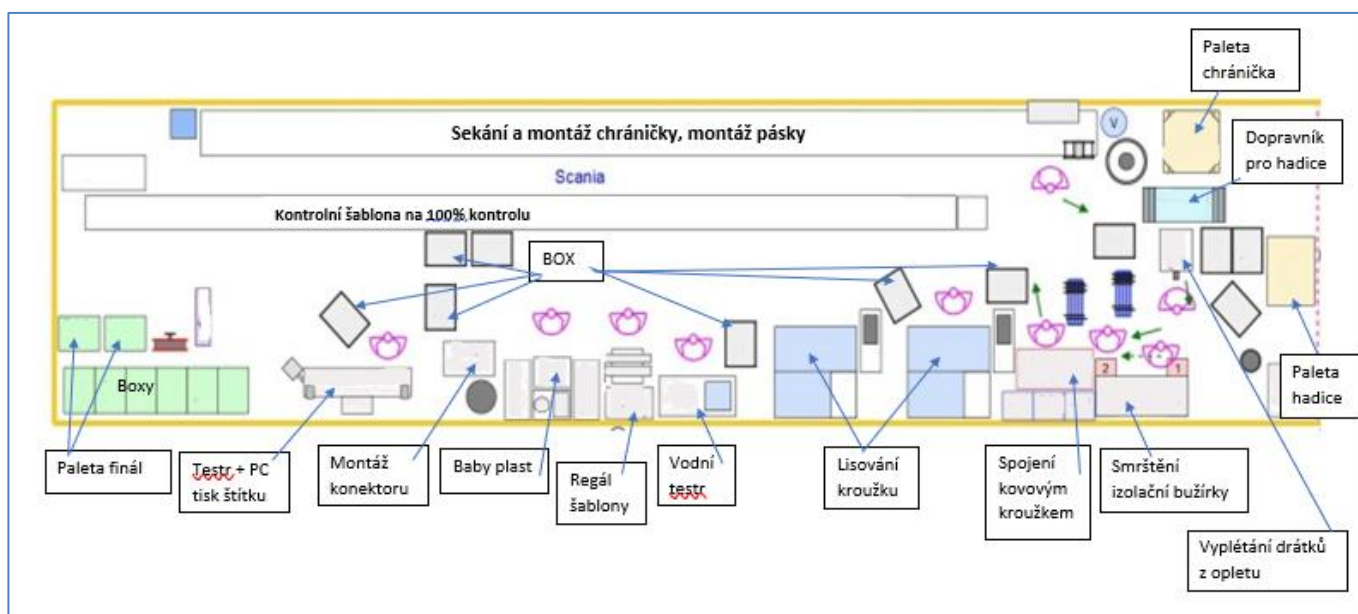 Paleta
chránička
Sekání a montáž chráničky, montáž pásky
V
Dopravník
pro hadice
Scania
Kontrolní šablona na 100% kontrolu
BOX
Boxy
2
1
Paleta
hadice
Paleta finál
Testr + PC
tisk štítku
Montáž
konektoru
Baby plast
Regál
šablony
Vodní
testr
Lisování
kroužku
Spojení
kovovým
kroužkem
Smrštění
izolační bužírky
Vyplétání drátků
z opletu